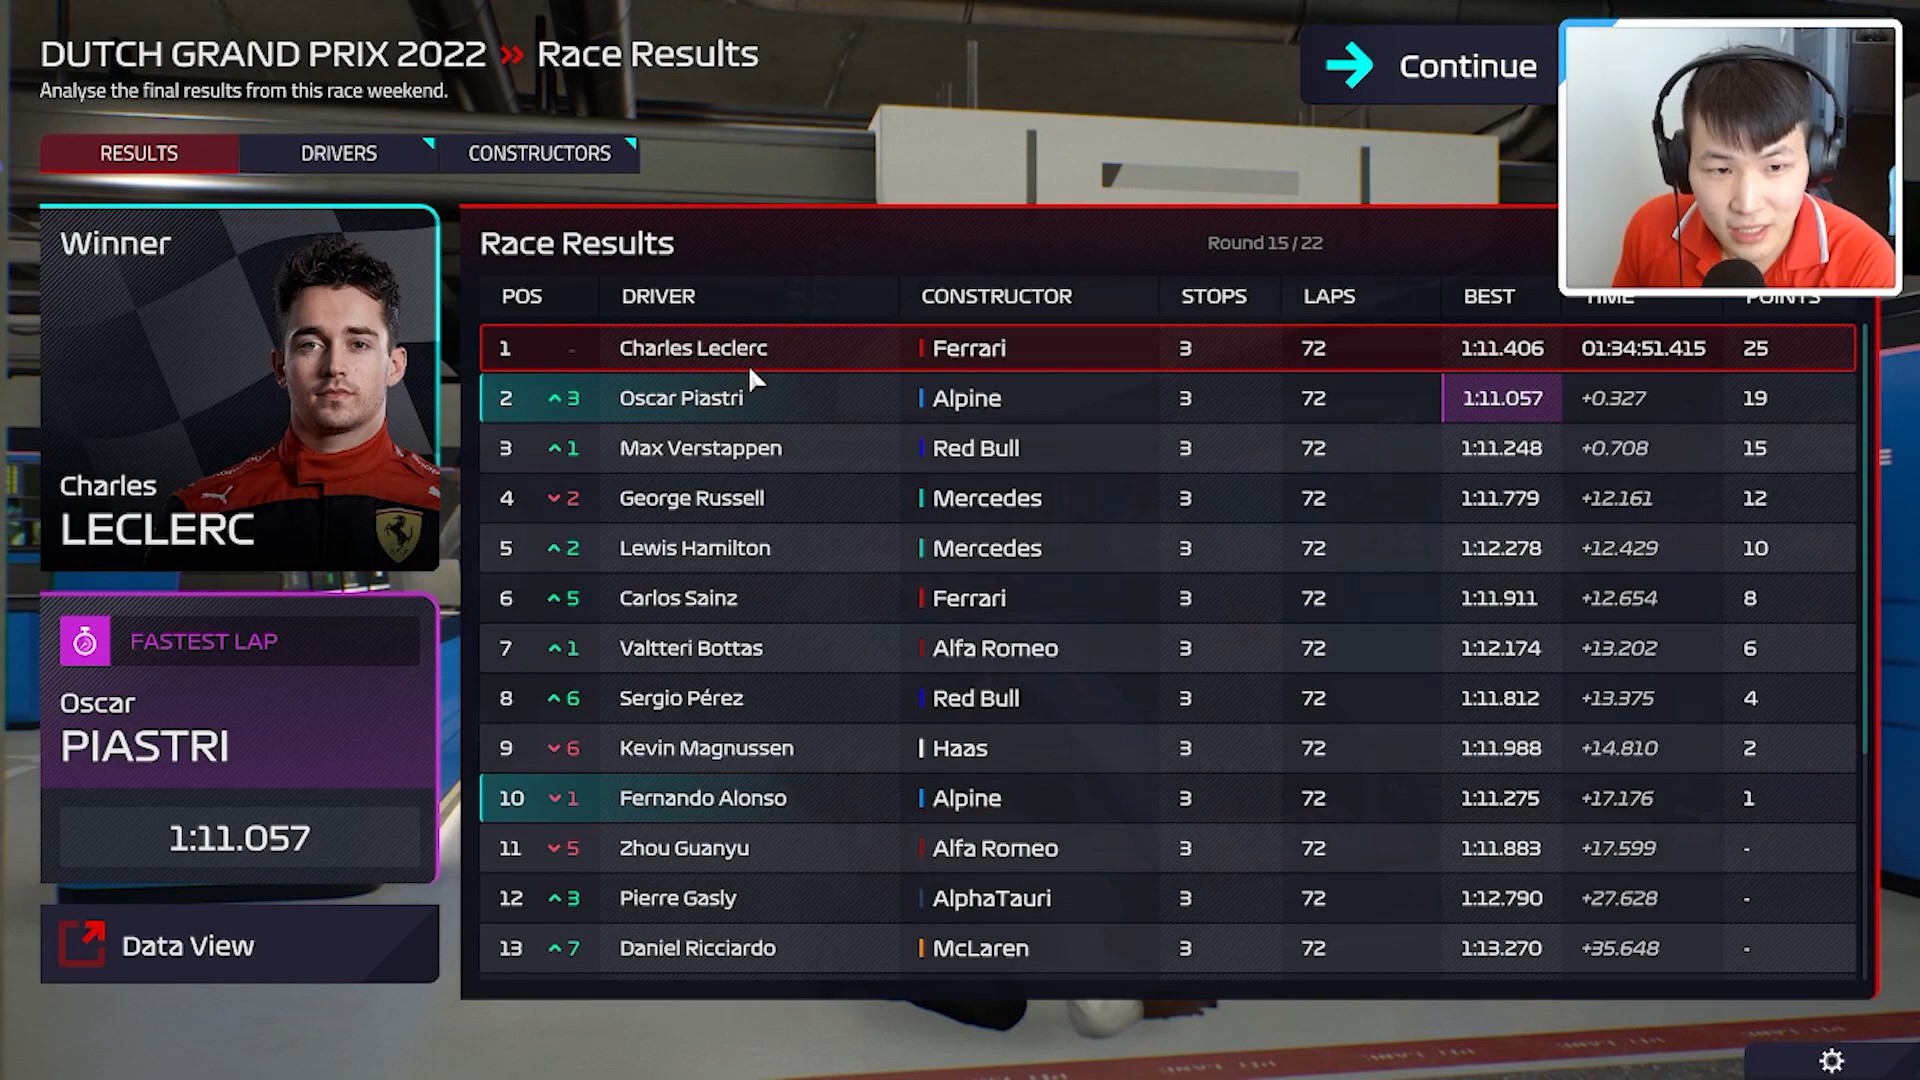 DUTCH GRAND PRIX 2022 » Race Results
Analyse the final results from this race weekend.
Continue
RESULTS DRIVERS CONSTRUCTORS
Winner
Charles
LECLERC
FASTEST LAP
Oscar
PIASTRI
1:11.057
Data View
Race Results Round 15/22
POS DRIVER CONSTRUCTOR STOPS LAPS BEST TIME POINTS
1 - Charles Leclerc Ferrari 3 72 1:11.406 01:34:51.415 25
2 3 Oscar Piastri Alpine 3 72 1:11.057 +0.327 19
3 1 Max Verstappen Red Bull 3 72 1:11.248 +0.708 15
4 2 George Russell Mercedes 3 72 1:11.779 +12.161 12
5 2 Lewis Hamilton Mercedes 3 72 1:12.278 +12.429 10
6 5 Carlos Sainz Ferrari 3 72 1:11.911 +12.654 8
7 1 Valtteri Bottas Alfa Romeo 3 72 1:12.174 +13.202 6
8 6 Sergio Pérez Red Bull 3 72 1:11.812 +13.375 4
9 6 Kevin Magnussen Haas 3 72 1:11.988 +14.810 2
10 1 Fernando Alonso Alpine 3 72 1:11.275 +17.176 1
11 5 Zhou Guanyu Alfa Romeo 3 72 1:11.883 +17.599 -
12 3 Pierre Gasly AlphaTauri 3 72 1:12.790 +27.628 -
13 7 Daniel Ricciardo McLaren 3 72 1:13.270 +35.648 -